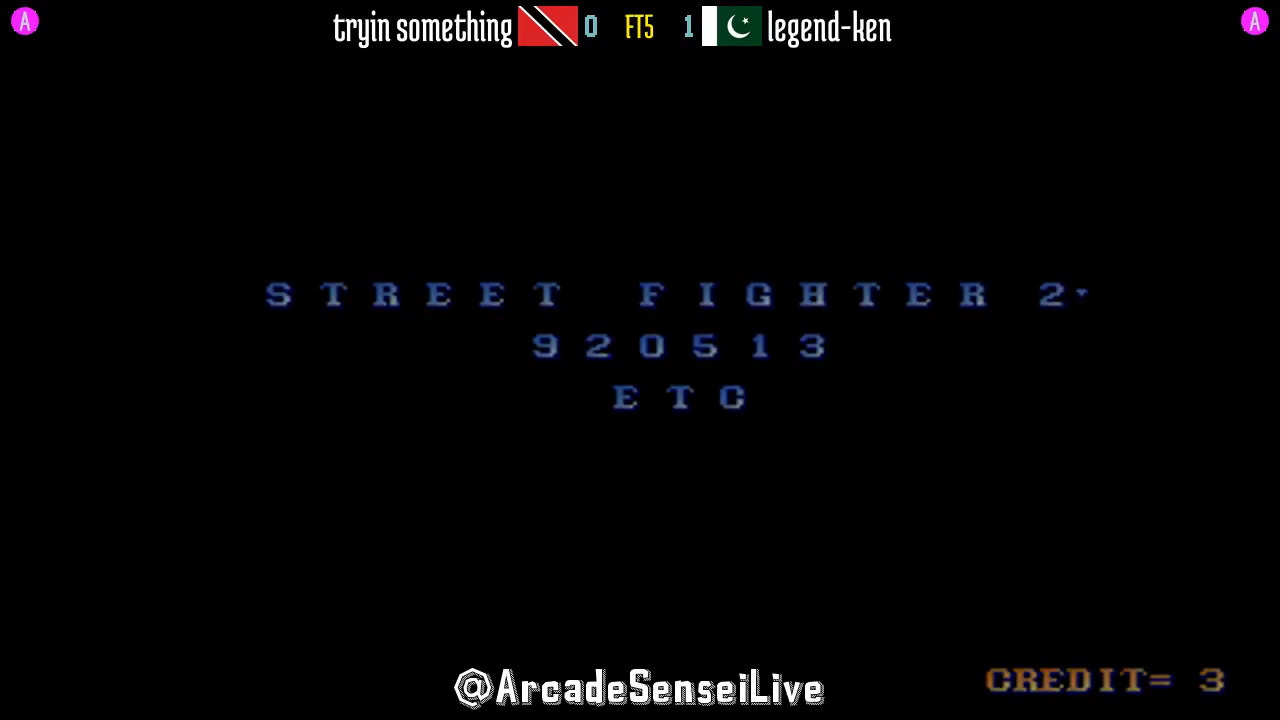 A tryin something 0 FT5 1 legend-ken A
STREET FIGHTER 2'
920513
ETC
@ArcadeSenseiLive CREDIT= 3